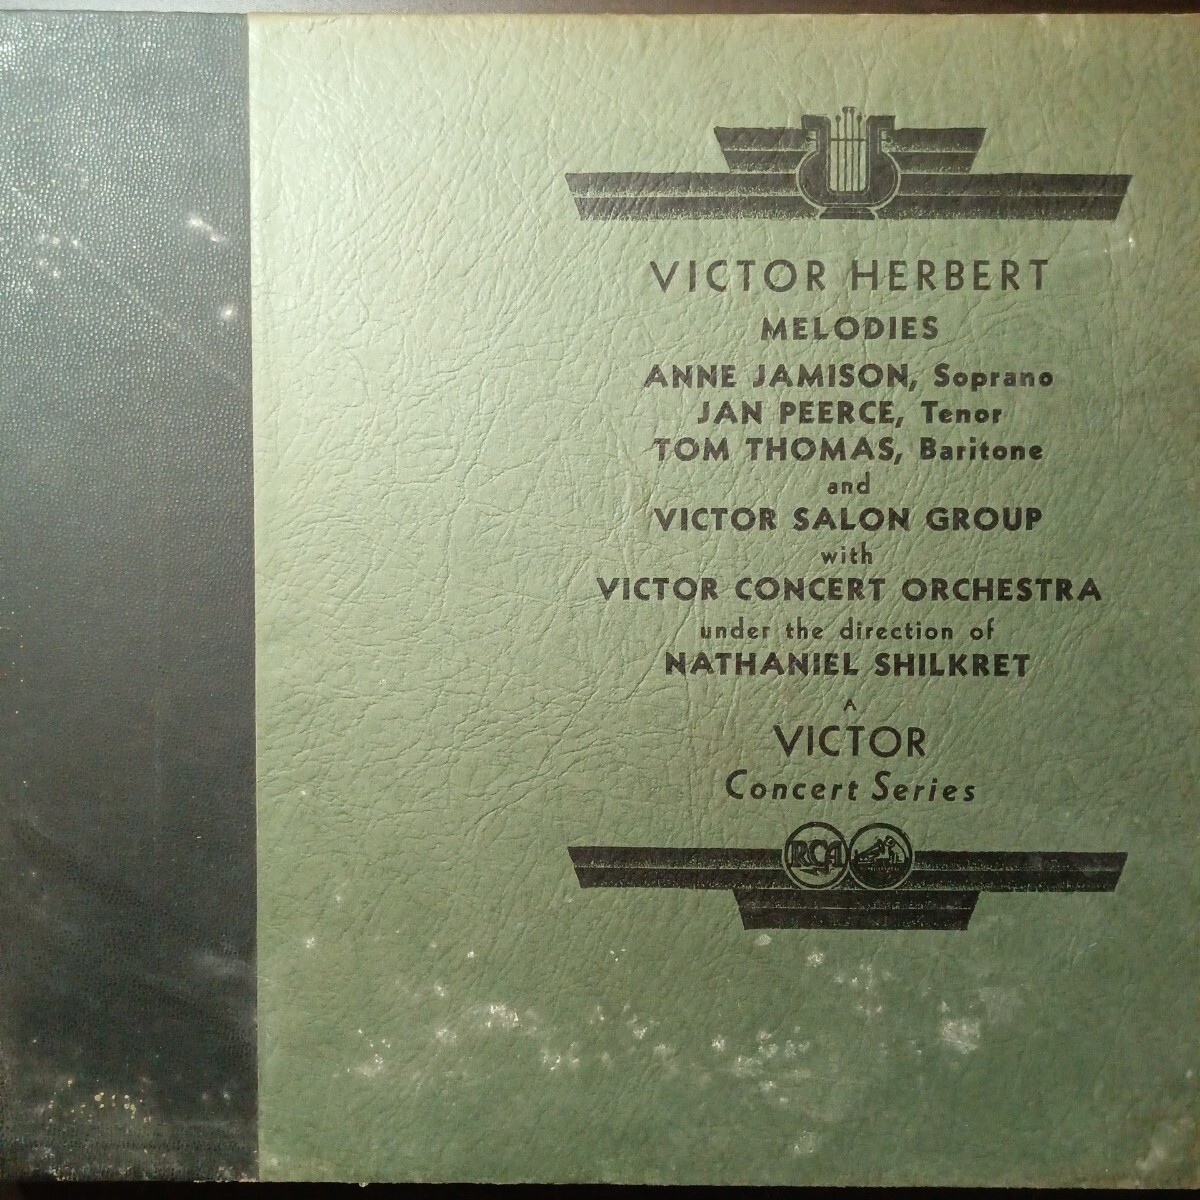 VICTOR HERBERT
MELODIES
ANNE JAMISON, Soprano
JAN PEERCE, Tenor
TOM THOMAS, Baritone
and
VICTOR SALON GROUP
with
VICTOR CONCERT ORCHESTRA
under the direction of
NATHANIEL SHILKRET
A
VICTOR
Concert Series
RCA